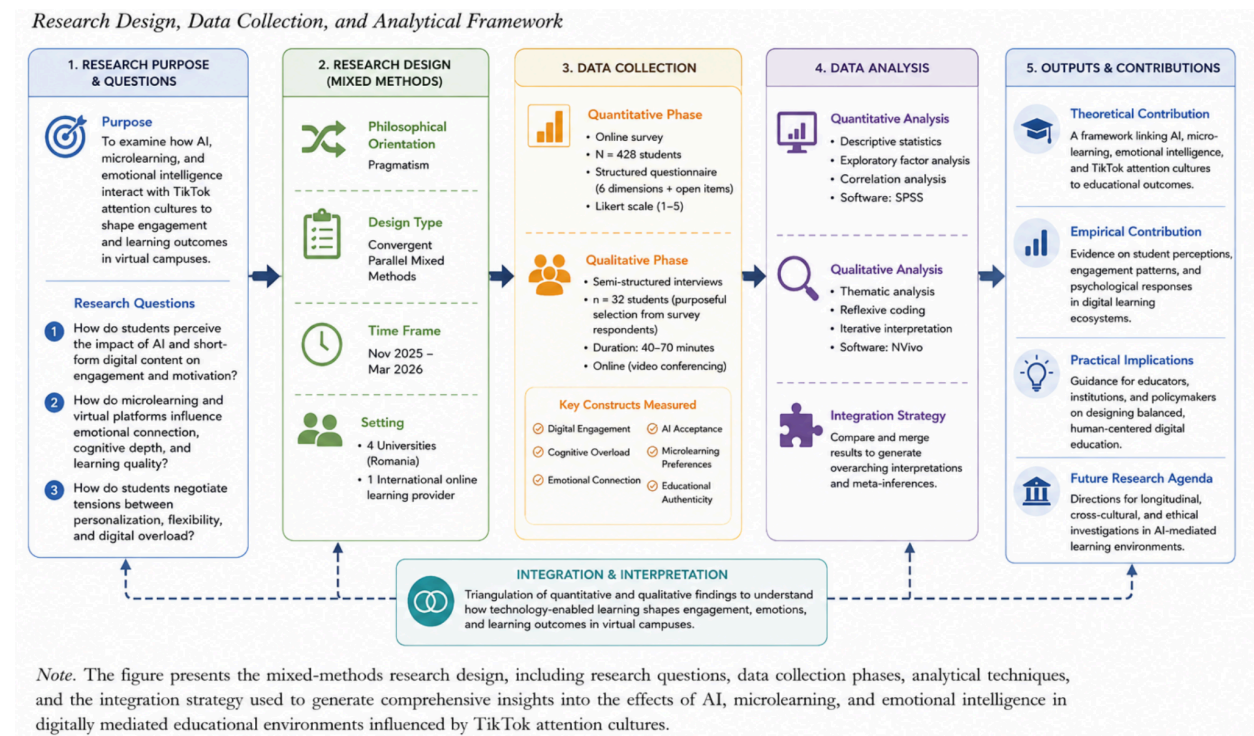 Research Design, Data Collection, and Analytical Framework
1. RESEARCH PURPOSE
& QUESTIONS
Purpose
To examine how AI,
microlearning, and
emotional intelligence
interact with TikTok
attention cultures to
shape engagement
and learning outcomes
in virtual campuses.
Research Questions
1 How do students perceive
the impact of AI and short-
form digital content on
engagement and motivation?
2 How do microlearning and
virtual platforms influence
emotional connection,
cognitive depth, and
learning quality?
3 How do students negotiate
tensions between
personalization, flexibility,
and digital overload?
2. RESEARCH DESIGN
(MIXED METHODS)
Philosophical
Orientation
Pragmatism
Design Type
Convergent
Parallel Mixed
Methods
Time Frame
Nov 2025 –
Mar 2026
Setting
• 4 Universities
(Romania)
• 1 International online
learning provider
3. DATA COLLECTION
Quantitative Phase
• Online survey
• N = 428 students
• Structured questionnaire
(6 dimensions + open items)
• Likert scale (1–5)
Qualitative Phase
• Semi-structured interviews
• n = 32 students (purposeful
selection from survey
respondents)
• Duration: 40–70 minutes
• Online (video conferencing)
Key Constructs Measured
Digital Engagement
Cognitive Overload
Emotional Connection
AI Acceptance
Microlearning
Preferences
Educational
Authenticity
4. DATA ANALYSIS
Quantitative Analysis
• Descriptive statistics
• Exploratory factor analysis
• Correlation analysis
• Software: SPSS
Qualitative Analysis
• Thematic analysis
• Reflexive coding
• Iterative interpretation
• Software: NVivo
Integration Strategy
Compare and merge
results to generate
overarching interpretations
and meta-inferences.
5. OUTPUTS & CONTRIBUTIONS
Theoretical Contribution
A framework linking AI, micro-
learning, emotional intelligence,
and TikTok attention cultures
to educational outcomes.
Empirical Contribution
Evidence on student perceptions,
engagement patterns, and
psychological responses
in digital learning
ecosystems.
Practical Implications
Guidance for educators,
institutions, and policymakers
on designing balanced,
human-centered digital
education.
Future Research Agenda
Directions for longitudinal,
cross-cultural, and ethical
investigations in AI-mediated
learning environments.
INTEGRATION & INTERPRETATION
Triangulation of quantitative and qualitative findings to understand
how technology-enabled learning shapes engagement, emotions,
and learning outcomes in virtual campuses.
Note. The figure presents the mixed-methods research design, including research questions, data collection phases, analytical techniques,
and the integration strategy used to generate comprehensive insights into the effects of AI, microlearning, and emotional intelligence in
digitally mediated educational environments influenced by TikTok attention cultures.